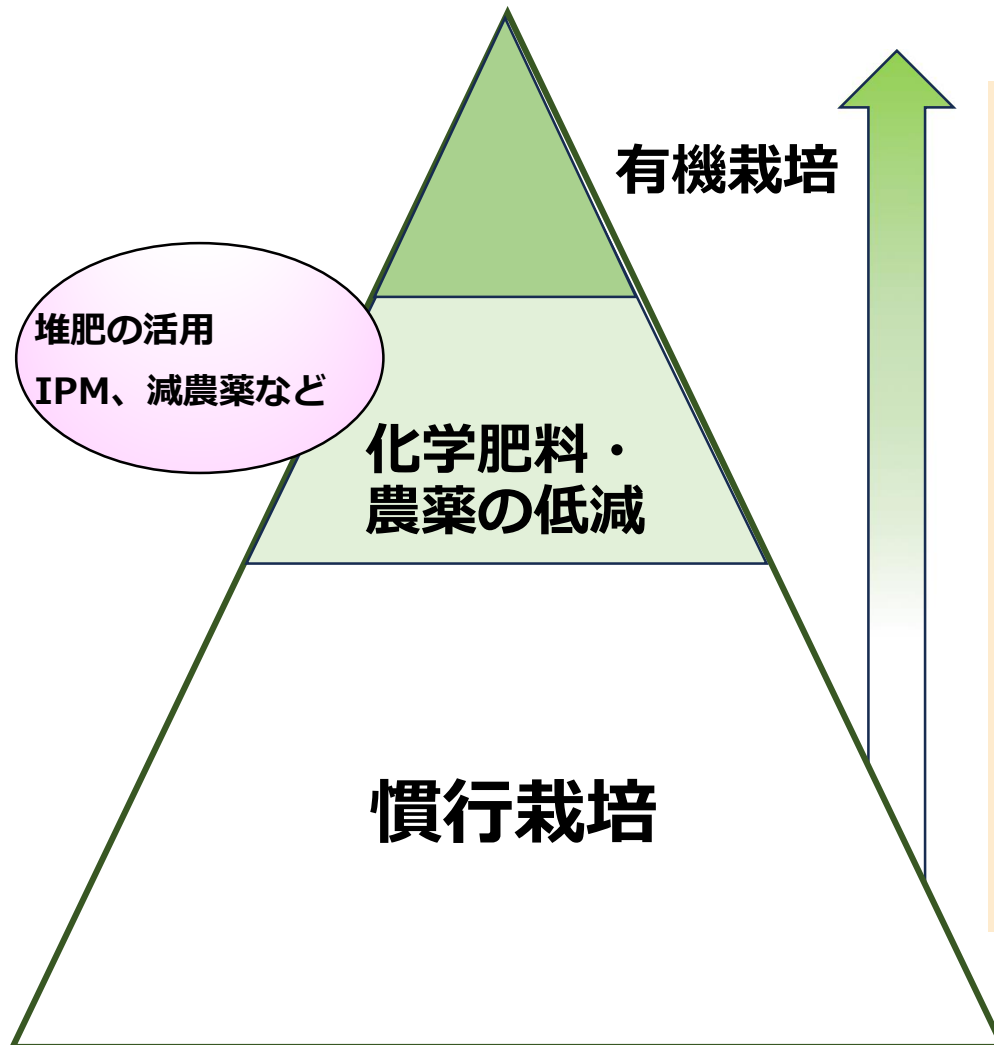 有機栽培
堆肥の活用
IPM、減農薬など
化学肥料・
農薬の低減
慣行栽培